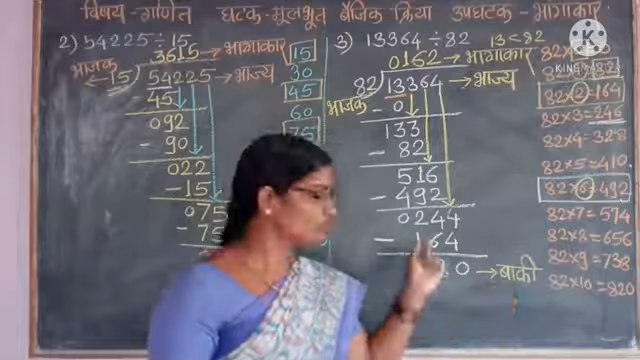 विषय - गणित घटक - मूलभूत बैजिक क्रिया उपघटक - भागाकार
2) 54225 ÷ 15
3615 → भागाकार
भाजक ← 15) 54225 → भाज्य
- 45
092
- 90
022
- 15
075
- 75
15
30
45
60
75
3) 13364 ÷ 82 13 < 82
0162 → भागाकार
82) 13364 → भाज्य
भाजक - 0
133
- 82
516
- 492
0244
- 164
0 → बाकी
82×2 = 164
82×3 = 246
82×4 = 328
82×5 = 410
82×6 = 492
82×7 = 574
82×8 = 656
82×9 = 738
82×10 = 820